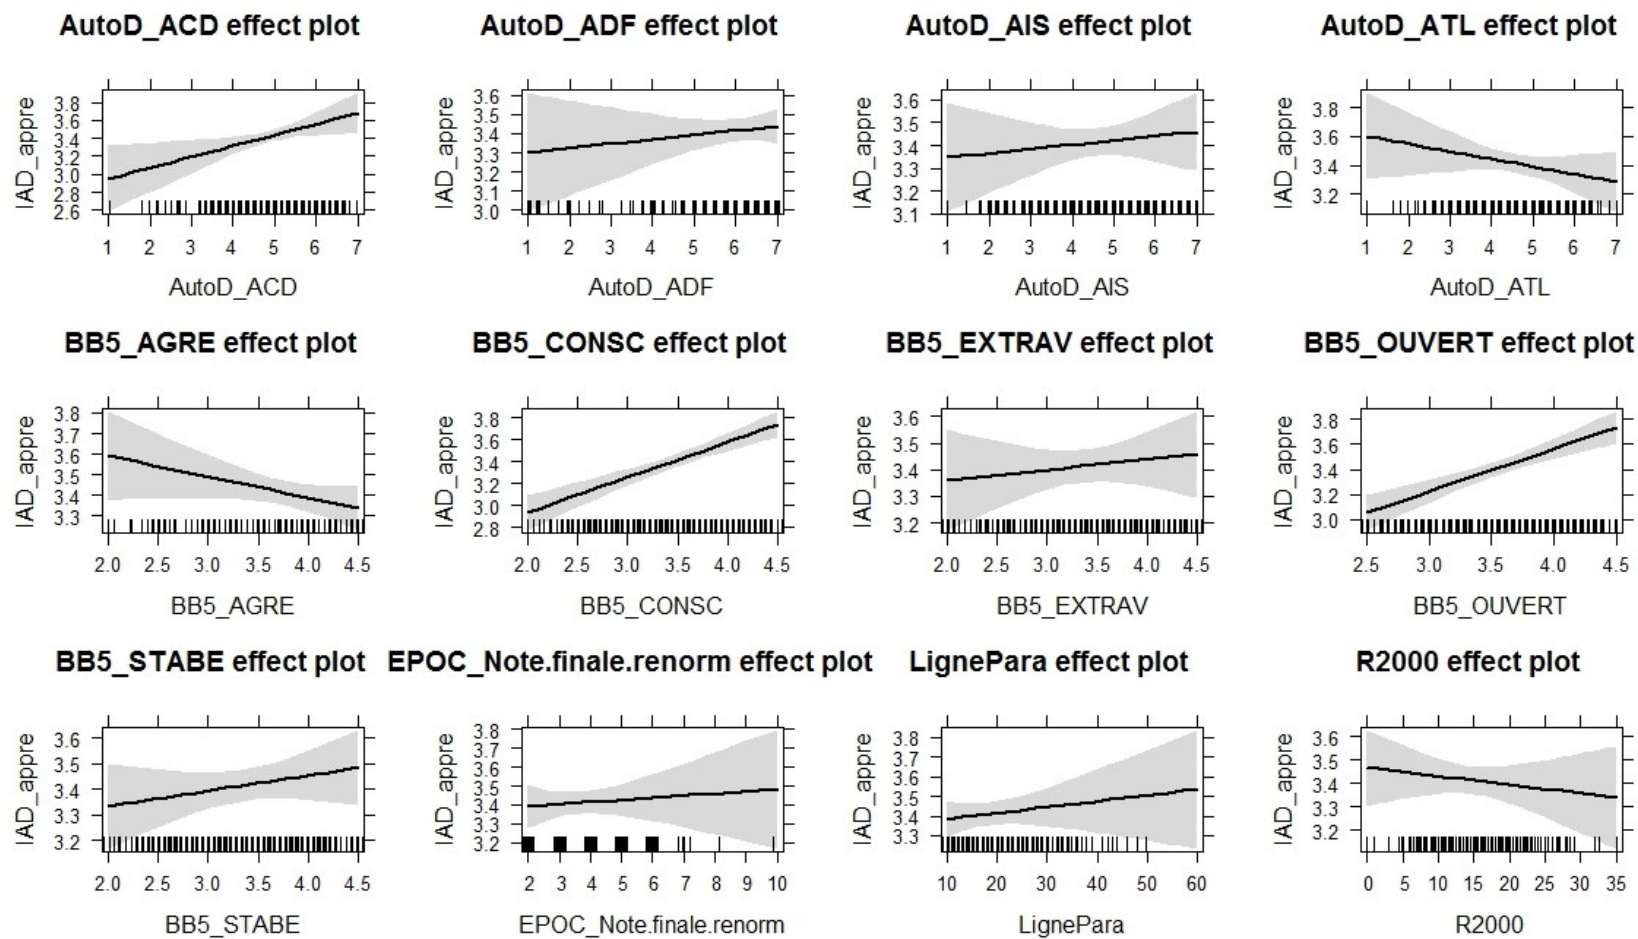 AutoD_ACD effect plot
AutoD_ADF effect plot
AutoD_AIS effect plot
AutoD_ATL effect plot
IAD_appre
3.8
3.6
3.4
3.2
3.0
2.8
2.6
1 2 3 4 5 6 7
AutoD_ACD
IAD_appre
3.6
3.5
3.4
3.3
3.2
3.1
3.0
1 2 3 4 5 6 7
AutoD_ADF
IAD_appre
3.6
3.5
3.4
3.3
3.2
3.1
1 2 3 4 5 6 7
AutoD_AIS
IAD_appre
3.8
3.6
3.4
3.2
1 2 3 4 5 6 7
AutoD_ATL
BB5_AGRE effect plot
BB5_CONSC effect plot
BB5_EXTRAV effect plot
BB5_OUVERT effect plot
IAD_appre
3.8
3.7
3.6
3.5
3.4
3.3
2.0 2.5 3.0 3.5 4.0 4.5
BB5_AGRE
IAD_appre
3.8
3.6
3.4
3.2
3.0
2.8
2.0 2.5 3.0 3.5 4.0 4.5
BB5_CONSC
IAD_appre
3.6
3.5
3.4
3.3
3.2
2.0 2.5 3.0 3.5 4.0 4.5
BB5_EXTRAV
IAD_appre
3.8
3.6
3.4
3.2
3.0
2.5 3.0 3.5 4.0 4.5
BB5_OUVERT
BB5_STABE effect plot
EPOC_Note.finale.renorm effect plot
LignePara effect plot
R2000 effect plot
IAD_appre
3.6
3.5
3.4
3.3
3.2
2.0 2.5 3.0 3.5 4.0 4.5
BB5_STABE
IAD_appre
3.8
3.7
3.6
3.5
3.4
3.3
3.2
2 3 4 5 6 7 8 9 10
EPOC_Note.finale.renorm
IAD_appre
3.8
3.7
3.6
3.5
3.4
3.3
10 20 30 40 50 60
LignePara
IAD_appre
3.6
3.5
3.4
3.3
3.2
0 5 10 15 20 25 30 35
R2000